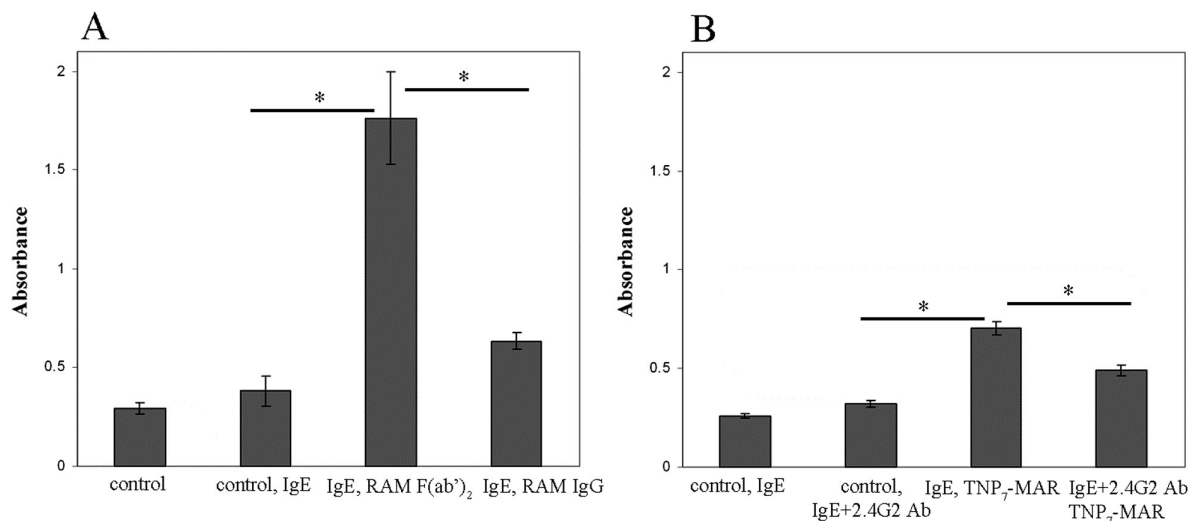 A
Absorbance
2
1.5
1
0.5
0
*
*
control
control, IgE
IgE, RAM F(ab’)₂
IgE, RAM IgG
B
Absorbance
2
1.5
1
0.5
0
*
*
control, IgE
control,
IgE+2.4G2 Ab
IgE, TNP₇-MAR
IgE+2.4G2 Ab
TNP₇-MAR